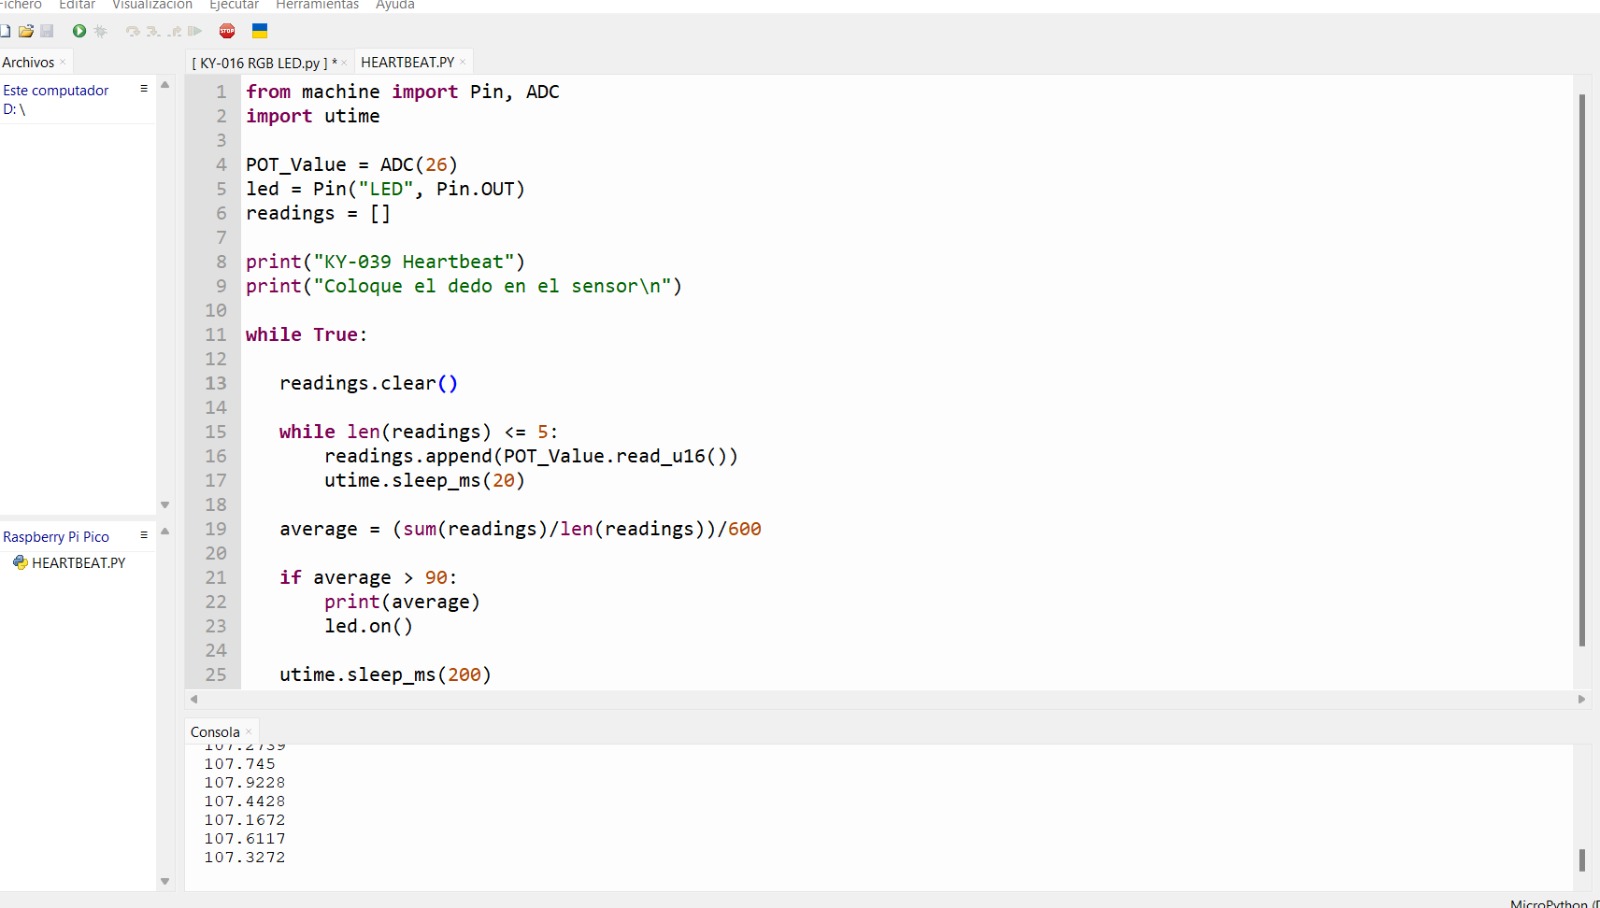 Fichero Editar Visualización Ejecutar Herramientas Ayuda
STOP
Archivos
[ KY-016 RGB LED.py ] * HEARTBEAT.PY
Este computador
D: \
1 from machine import Pin, ADC
2 import utime
3
4 POT_Value = ADC(26)
5 led = Pin("LED", Pin.OUT)
6 readings = []
7
8 print("KY-039 Heartbeat")
9 print("Coloque el dedo en el sensor\n")
10
11 while True:
12
13    readings.clear()
14
15    while len(readings) <= 5:
16        readings.append(POT_Value.read_u16())
17        utime.sleep_ms(20)
18
19    average = (sum(readings)/len(readings))/600
20
21    if average > 90:
22        print(average)
23        led.on()
24
25    utime.sleep_ms(200)
Raspberry Pi Pico
HEARTBEAT.PY
Consola
107.2739
107.745
107.9228
107.4428
107.1672
107.6117
107.3272
MicroPython